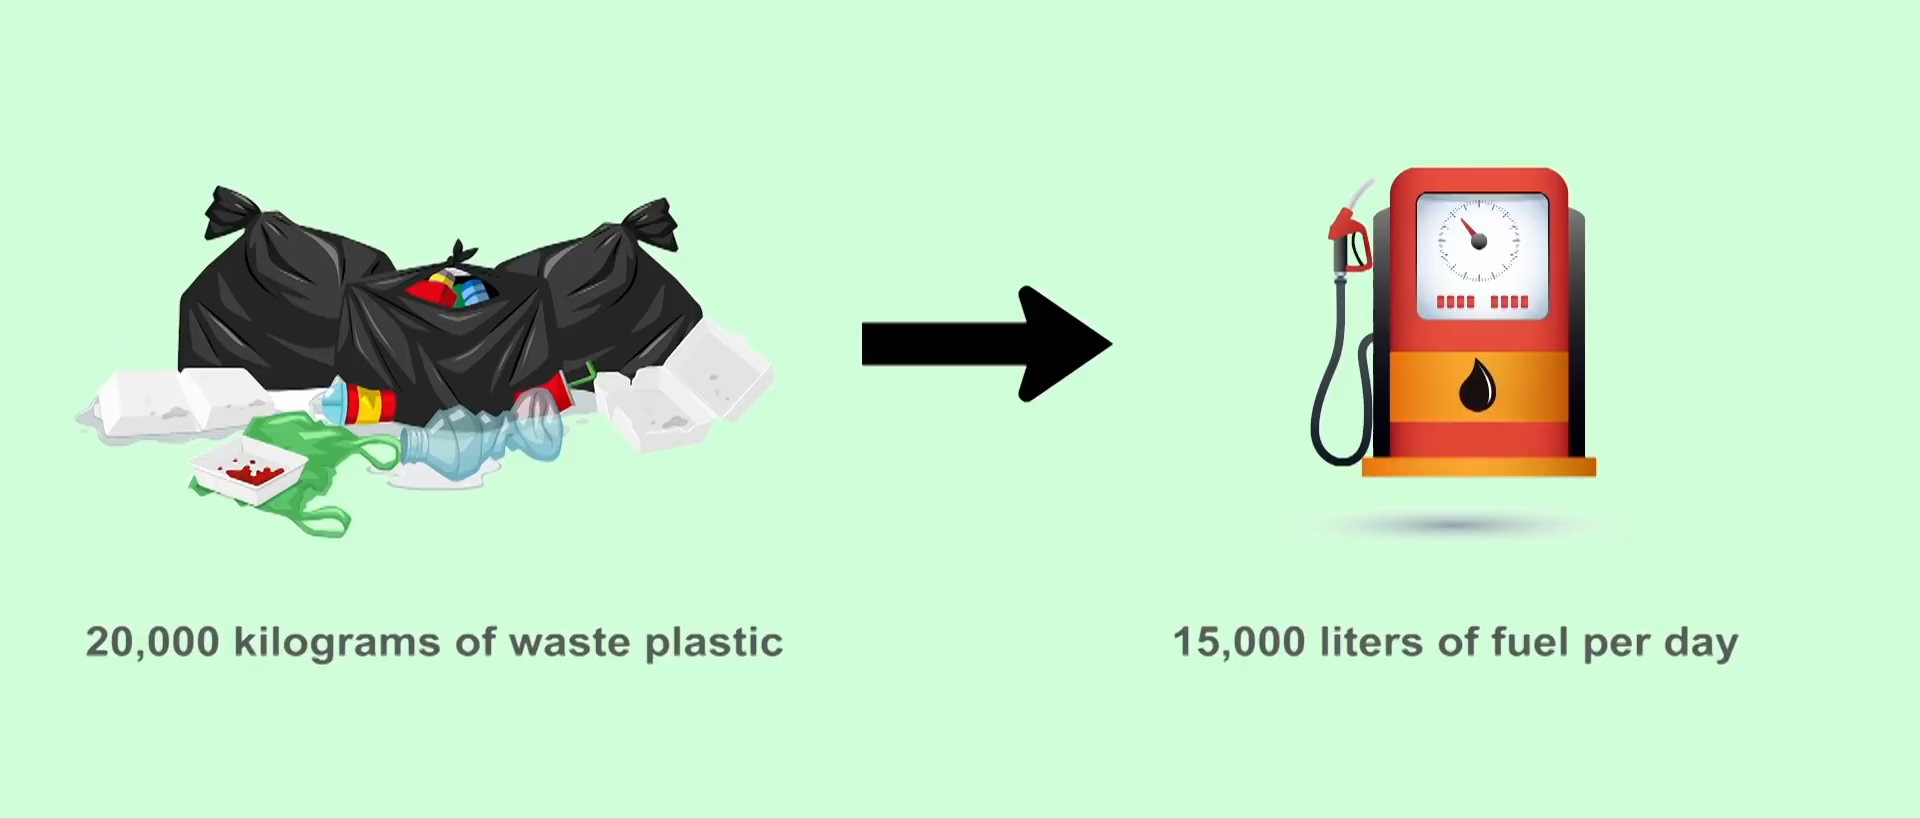 20,000 kilograms of waste plastic
15,000 liters of fuel per day